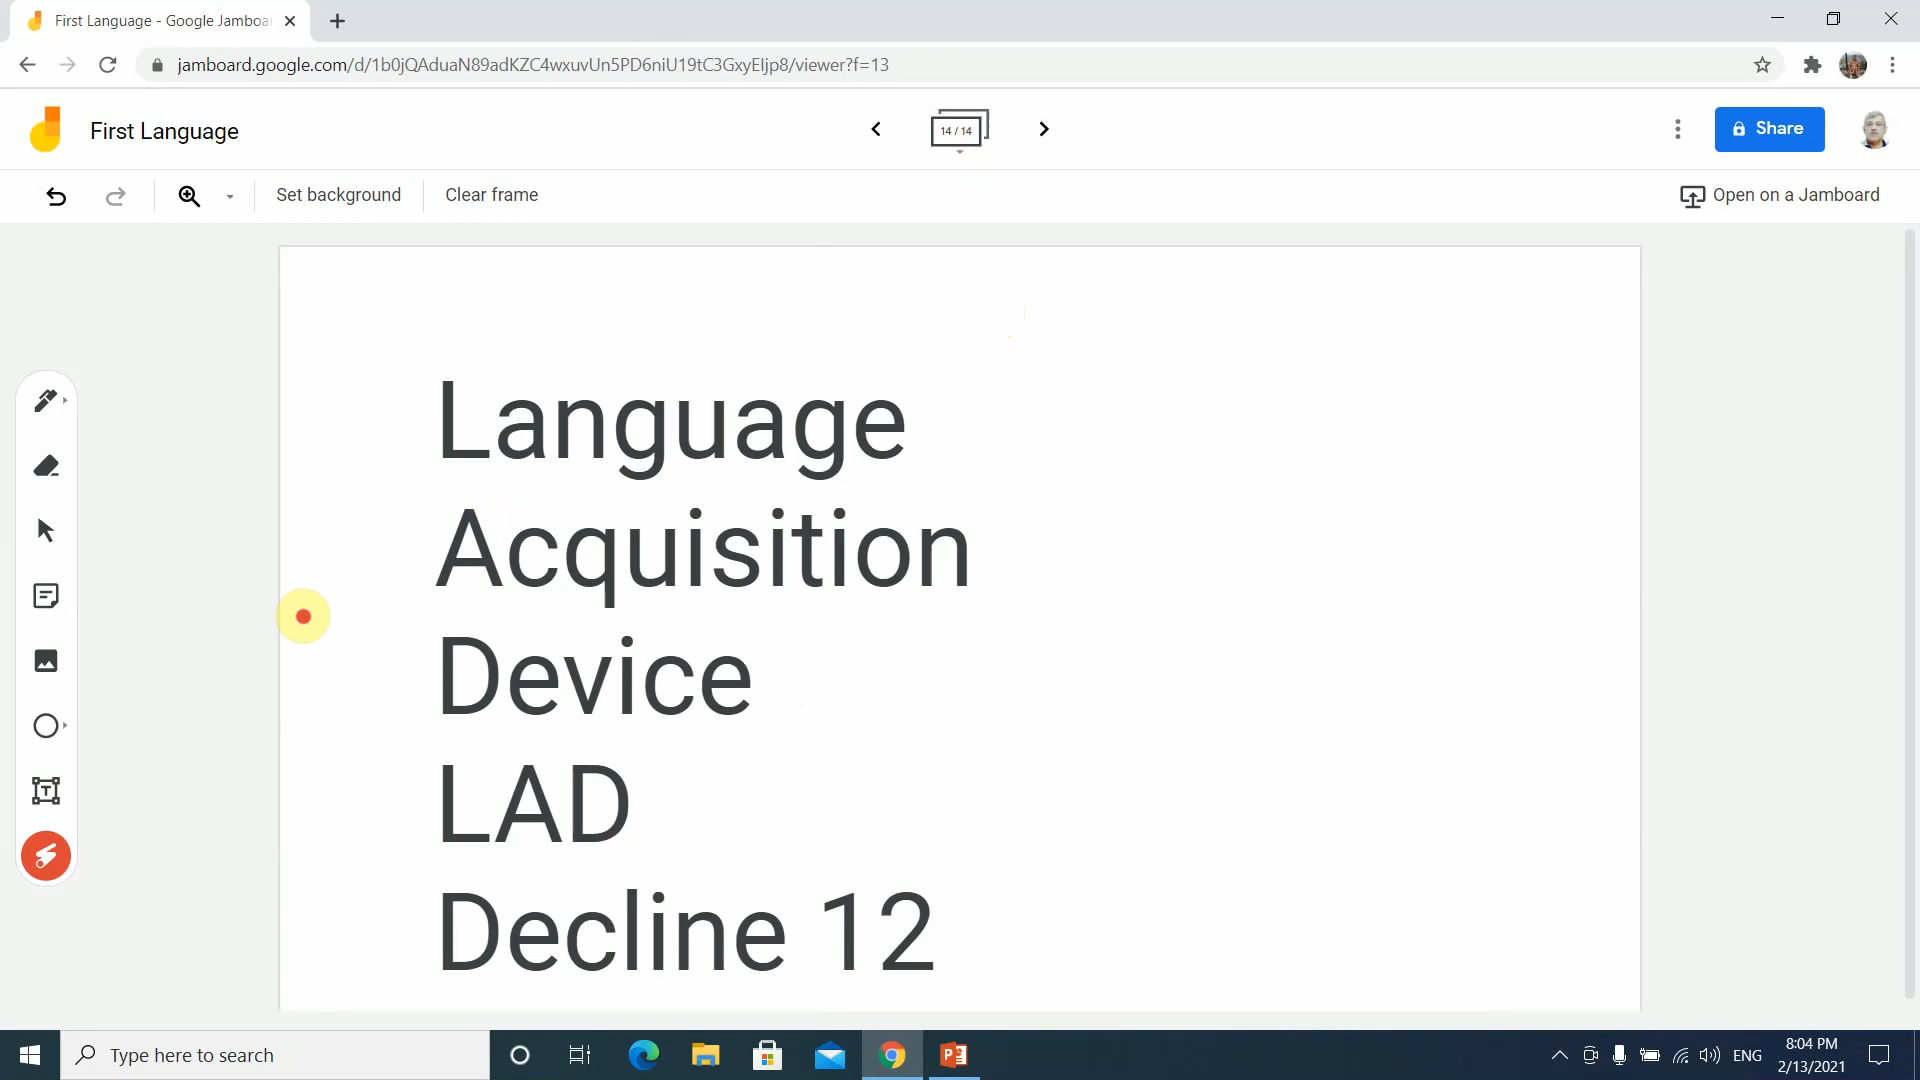 First Language - Google Jamboa
jamboard.google.com/d/1b0jQAduaN89adKZC4wxuvUn5PD6niU19tC3GxyEljp8/viewer?f=13
First Language
14 / 14
Share
Set background
Clear frame
Open on a Jamboard
Language
Acquisition
Device
LAD
Decline 12
Type here to search
ENG
8:04 PM
2/13/2021